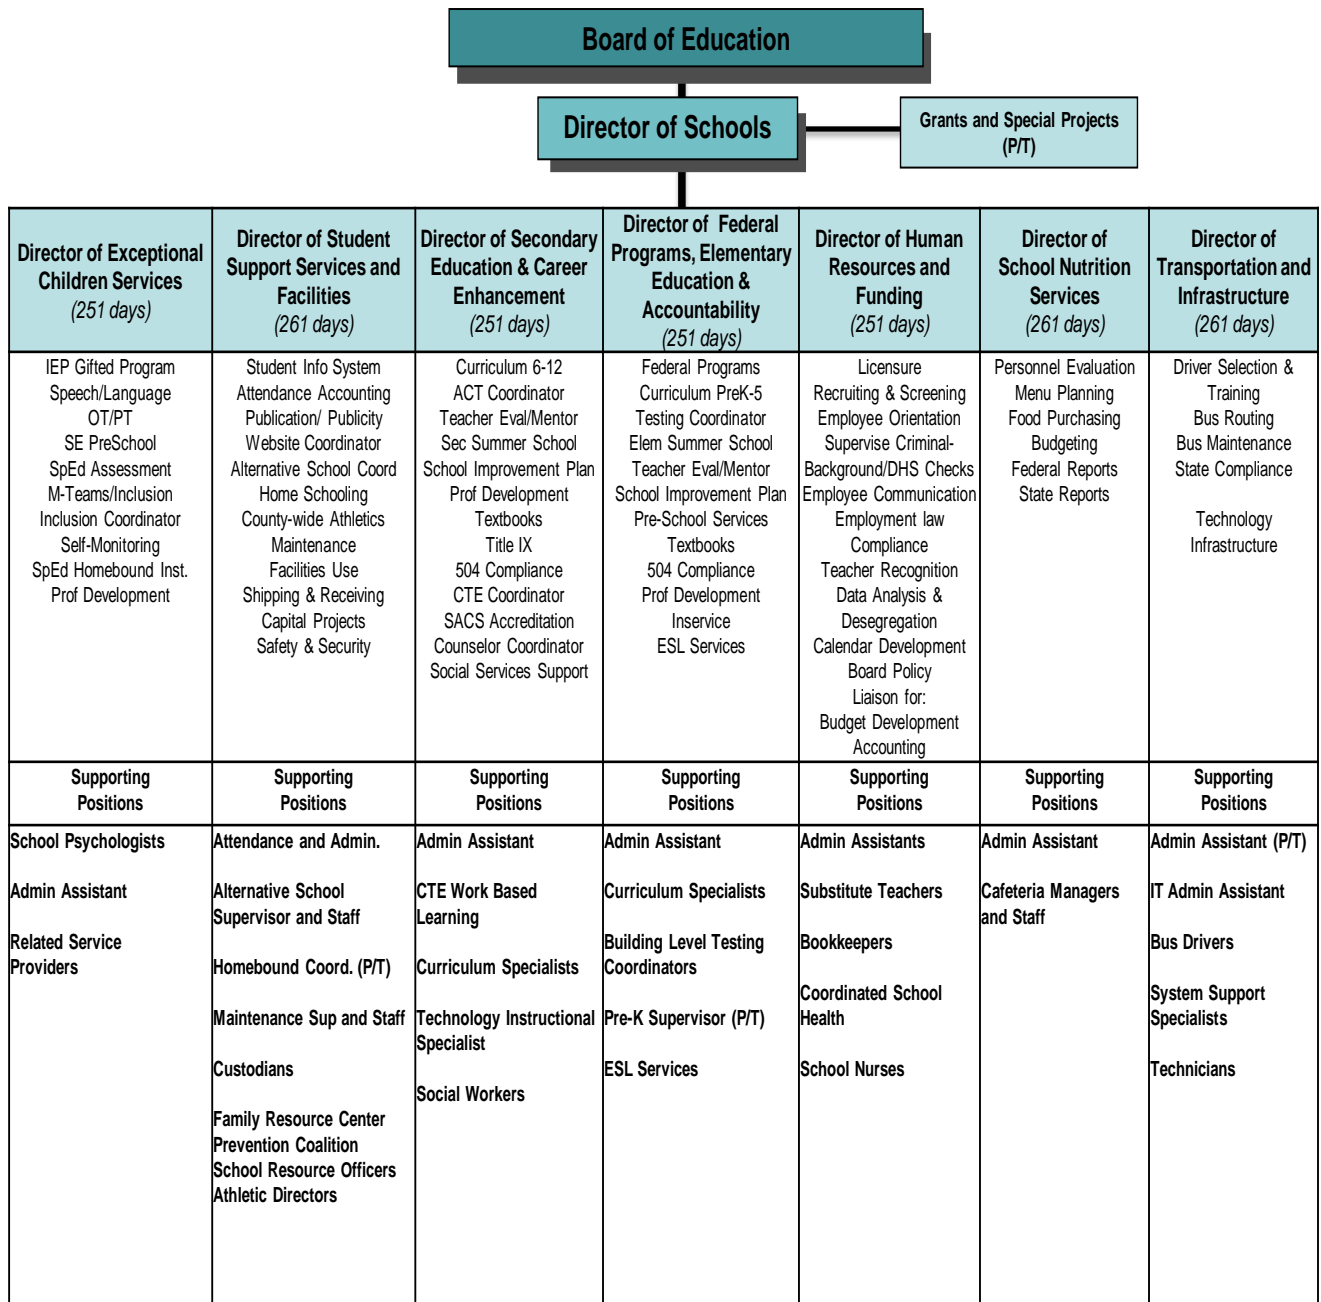 Board of Education
Director of Schools
Grants and Special Projects
(P/T)
Director of Exceptional
Children Services
(251 days)
Director of Student
Support Services and
Facilities
(261 days)
Director of Secondary
Education & Career
Enhancement
(251 days)
Director of Federal
Programs, Elementary
Education &
Accountability
(251 days)
Director of Human
Resources and
Funding
(251 days)
Director of
School Nutrition
Services
(261 days)
Director of
Transportation and
Infrastructure
(261 days)
IEP Gifted Program
Speech/Language
OT/PT
SE PreSchool
SpEd Assessment
M-Teams/Inclusion
Inclusion Coordinator
Self-Monitoring
SpEd Homebound Inst.
Prof Development
Student Info System
Attendance Accounting
Publication/ Publicity
Website Coordinator
Alternative School Coord
Home Schooling
County-wide Athletics
Maintenance
Facilities Use
Shipping & Receiving
Capital Projects
Safety & Security
Curriculum 6-12
ACT Coordinator
Teacher Eval/Mentor
Sec Summer School
School Improvement Plan
Prof Development
Textbooks
Title IX
504 Compliance
CTE Coordinator
SACS Accreditation
Counselor Coordinator
Social Services Support
Federal Programs
Curriculum PreK-5
Testing Coordinator
Elem Summer School
Teacher Eval/Mentor
School Improvement Plan
Pre-School Services
Textbooks
504 Compliance
Prof Development
Inservice
ESL Services
Licensure
Recruiting & Screening
Employee Orientation
Supervise Criminal-
Background/DHS Checks
Employee Communication
Employment law
Compliance
Teacher Recognition
Data Analysis &
Desegregation
Calendar Development
Board Policy
Liaison for:
Budget Development
Accounting
Personnel Evaluation
Menu Planning
Food Purchasing
Budgeting
Federal Reports
State Reports
Driver Selection &
Training
Bus Routing
Bus Maintenance
State Compliance
Technology
Infrastructure
Supporting
Positions
Supporting
Positions
Supporting
Positions
Supporting
Positions
Supporting
Positions
Supporting
Positions
Supporting
Positions
School Psychologists
Admin Assistant
Related Service
Providers
Attendance and Admin.
Alternative School
Supervisor and Staff
Homebound Coord. (P/T)
Maintenance Sup and Staff
Custodians
Family Resource Center
Prevention Coalition
School Resource Officers
Athletic Directors
Admin Assistant
CTE Work Based
Learning
Curriculum Specialists
Technology Instructional
Specialist
Social Workers
Admin Assistant
Curriculum Specialists
Building Level Testing
Coordinators
Pre-K Supervisor (P/T)
ESL Services
Admin Assistants
Substitute Teachers
Bookkeepers
Coordinated School
Health
School Nurses
Admin Assistant
Cafeteria Managers
and Staff
Admin Assistant (P/T)
IT Admin Assistant
Bus Drivers
System Support
Specialists
Technicians